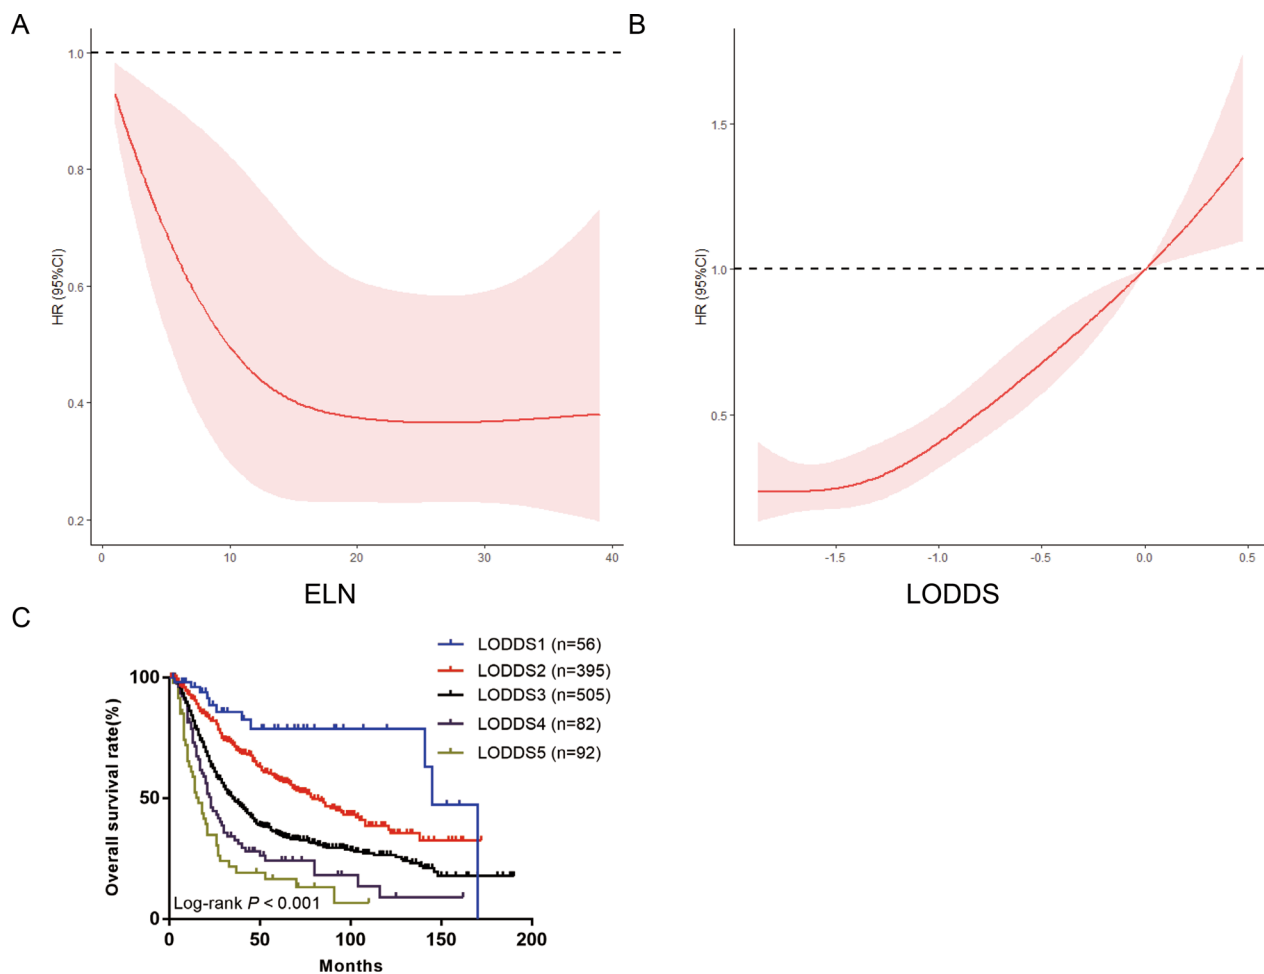 A
1.0
0.8
0.6
0.4
0.2
HR (95%CI)
0
10
20
30
40
ELN
B
1.5
1.0
0.5
HR (95%CI)
-1.5
-1.0
-0.5
0.0
0.5
LODDS
C
LODDS1 (n=56)
LODDS2 (n=395)
LODDS3 (n=505)
LODDS4 (n=82)
LODDS5 (n=92)
100
50
0
Overall survival rate(%)
Log-rank P < 0.001
0
50
100
150
200
Months